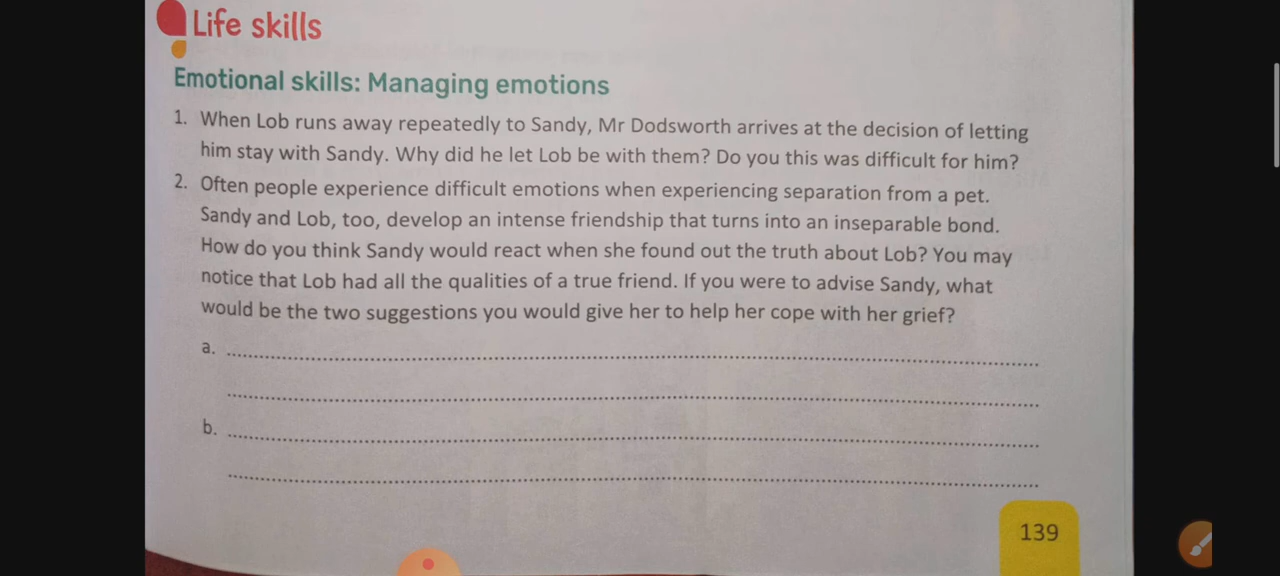 Life skills
Emotional skills: Managing emotions
1. When Lob runs away repeatedly to Sandy, Mr Dodsworth arrives at the decision of letting
him stay with Sandy. Why did he let Lob be with them? Do you this was difficult for him?
2. Often people experience difficult emotions when experiencing separation from a pet.
Sandy and Lob, too, develop an intense friendship that turns into an inseparable bond.
How do you think Sandy would react when she found out the truth about Lob? You may
notice that Lob had all the qualities of a true friend. If you were to advise Sandy, what
would be the two suggestions you would give her to help her cope with her grief?
a.
b.
139